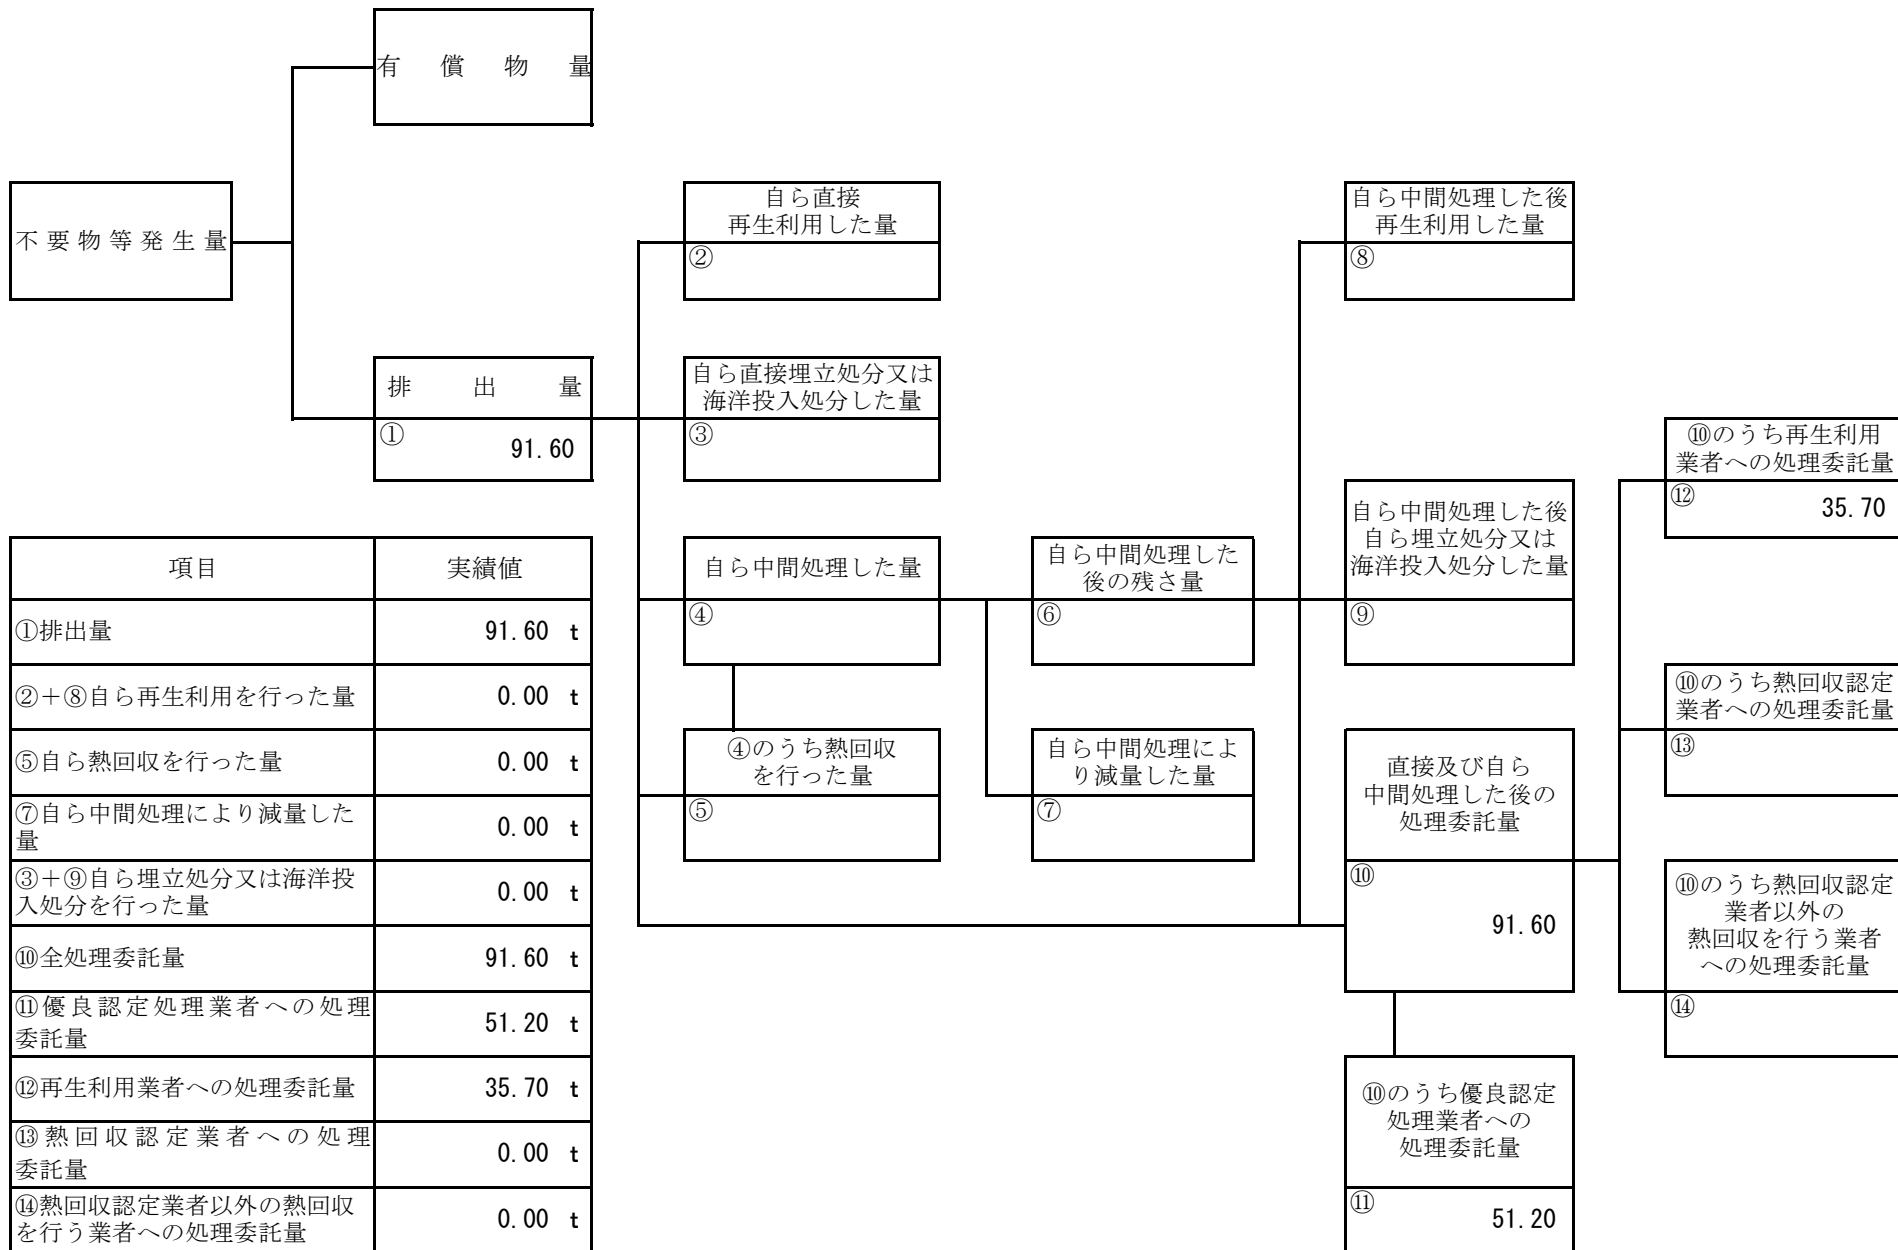 有償物量
不要物等発生量
自ら直接
再生利用した量
②
自ら中間処理した後
再生利用した量
⑧
排出量
① 91.60
自ら直接埋立処分又は
海洋投入処分した量
③
⑩のうち再生利用
業者への処理委託量
⑫ 35.70
自ら中間処理した量
④
自ら中間処理した
後の残さ量
⑥
自ら中間処理した後
自ら埋立処分又は
海洋投入処分した量
⑨
⑩のうち熱回収認定
業者への処理委託量
⑬
④のうち熱回収
を行った量
⑤
自ら中間処理によ
り減量した量
⑦
直接及び自ら
中間処理した後の
処理委託量
⑩
91.60
⑩のうち熱回収認定
業者以外の
熱回収を行う業者
への処理委託量
⑭
⑩のうち優良認定
処理業者への
処理委託量
⑪ 51.20
項目 実績値
①排出量 91.60 t
②+⑧自ら再生利用を行った量 0.00 t
⑤自ら熱回収を行った量 0.00 t
⑦自ら中間処理により減量した
量 0.00 t
③+⑨自ら埋立処分又は海洋投
入処分を行った量 0.00 t
⑩全処理委託量 91.60 t
⑪優良認定処理業者への処理
委託量 51.20 t
⑫再生利用業者への処理委託量 35.70 t
⑬熱回収認定業者への処理
委託量 0.00 t
⑭熱回収認定業者以外の熱回収
を行う業者への処理委託量 0.00 t